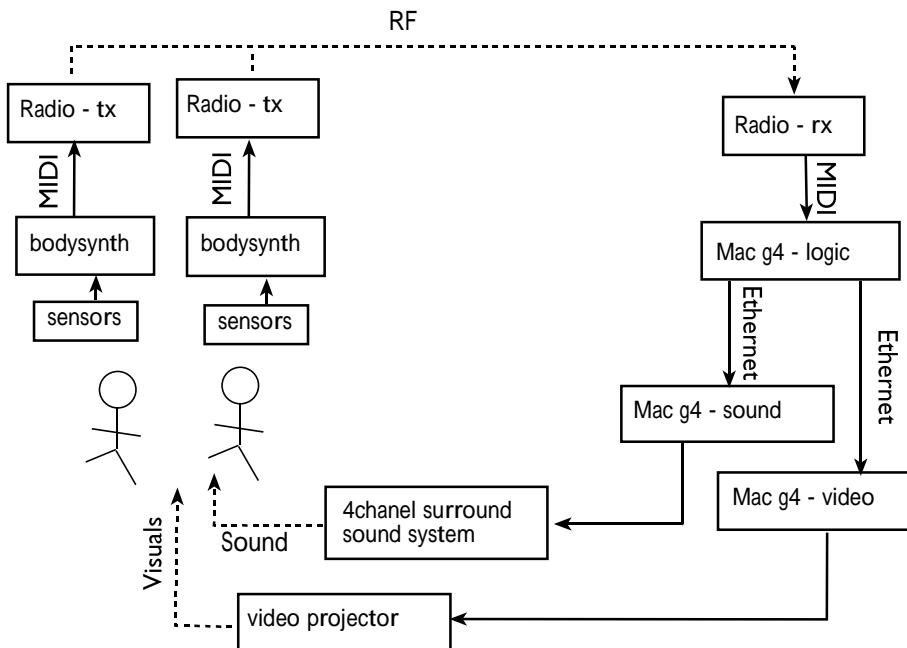 RF
Radio - tx
Radio - tx
Radio - rx
MIDI
MIDI
MIDI
bodysynth
bodysynth
Mac g4 - logic
sensors
sensors
Ethernet
Ethernet
Mac g4 - sound
Mac g4 - video
4chanel surround
sound system
Sound
Visuals
video projector